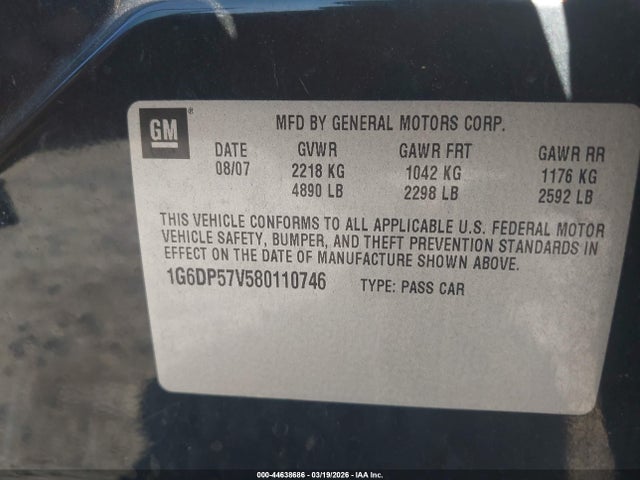 GM ®
MFD BY GENERAL MOTORS CORP.
DATE GVWR GAWR FRT GAWR RR
08/07 2218 KG 1042 KG 1176 KG
4890 LB 2298 LB 2592 LB
THIS VEHICLE CONFORMS TO ALL APPLICABLE U.S. FEDERAL MOTOR
VEHICLE SAFETY, BUMPER, AND THEFT PREVENTION STANDARDS IN
EFFECT ON THE DATE OF MANUFACTURE SHOWN ABOVE.
1G6DP57V580110746 TYPE: PASS CAR
000-44638686 - 03/19/2026 - IAA Inc.